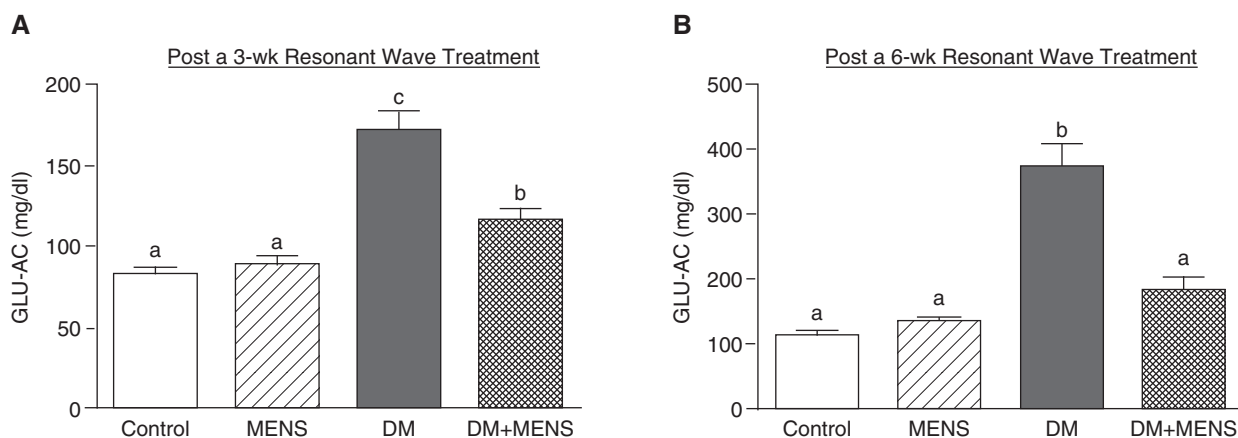 A
Post a 3-wk Resonant Wave Treatment
GLU-AC (mg/dl)
200
150
100
50
0
a
a
c
b
Control
MENS
DM
DM+MENS
B
Post a 6-wk Resonant Wave Treatment
GLU-AC (mg/dl)
500
400
300
200
100
0
a
a
b
a
Control
MENS
DM
DM+MENS